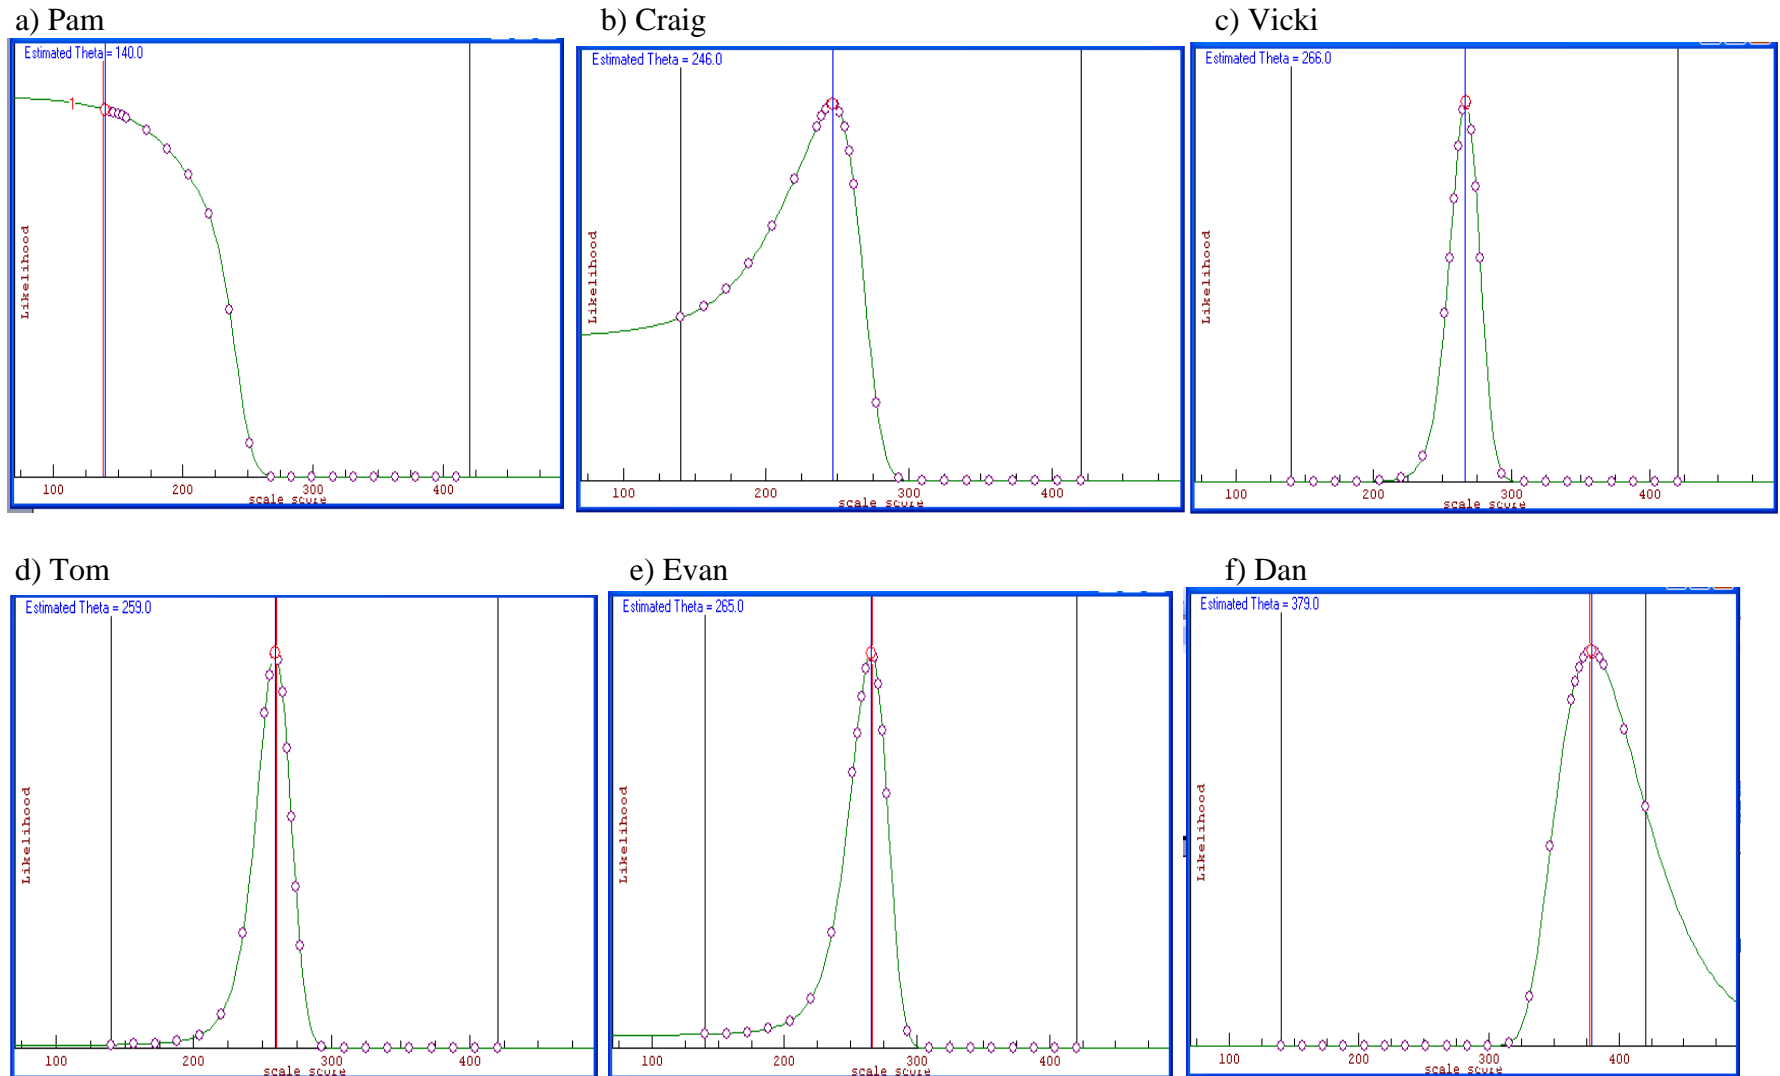 a) Pam
Estimated Theta = 140.0
1
Likelihood
100 200 300 400
scale score
b) Craig
Estimated Theta = 246.0
Likelihood
100 200 300 400
scale score
c) Vicki
Estimated Theta = 266.0
Likelihood
100 200 300 400
scale score
d) Tom
Estimated Theta = 259.0
Likelihood
100 200 300 400
scale score
e) Evan
Estimated Theta = 265.0
Likelihood
100 200 300 400
scale score
f) Dan
Estimated Theta = 379.0
Likelihood
100 200 300 400
scale score